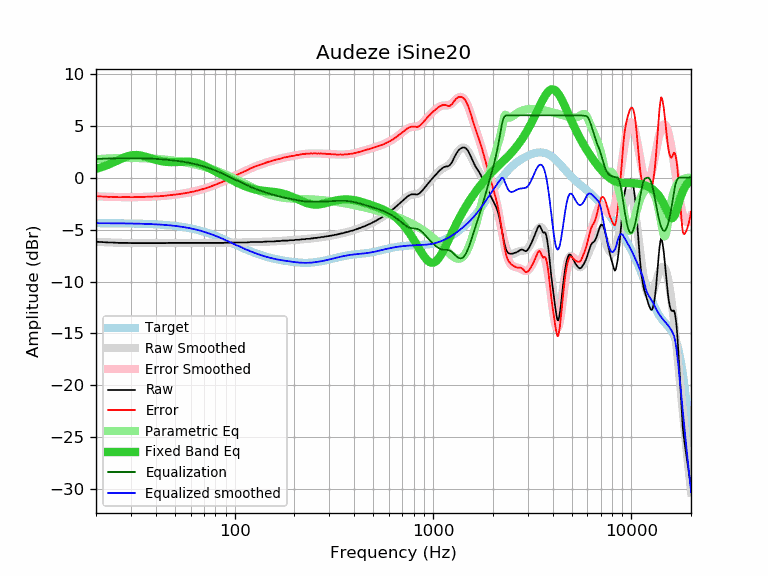 Audeze iSine20
10
5
0
−5
−10
−15
−20
−25
−30
Amplitude (dBr)
Target
Raw Smoothed
Error Smoothed
Raw
Error
Parametric Eq
Fixed Band Eq
Equalization
Equalized smoothed
100
1000
10000
Frequency (Hz)